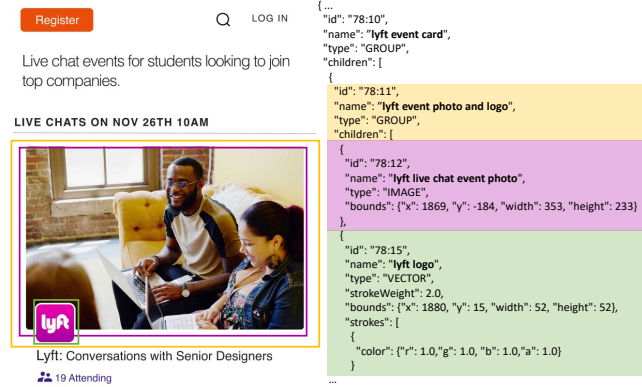 Register
LOG IN
Live chat events for students looking to join
top companies.
LIVE CHATS ON NOV 26TH 10AM
lyft
Lyft: Conversations with Senior Designers
19 Attending
{ ...
"id": "78:10",
"name": "lyft event card",
"type": "GROUP",
"children": [
{
"id": "78:11",
"name": "lyft event photo and logo",
"type": "GROUP",
"children": [
{
"id": "78:12",
"name": "lyft live chat event photo",
"type": "IMAGE",
"bounds": {"x": 1869, "y": -184, "width": 353, "height": 233}
},
{
"id": "78:15",
"name": "lyft logo",
"type": "VECTOR",
"strokeWeight": 2.0,
"bounds": {"x": 1880, "y": 15, "width": 52, "height": 52},
"strokes": [
{
"color": {"r": 1.0,"g": 1.0, "b": 1.0,"a": 1.0}
}
...